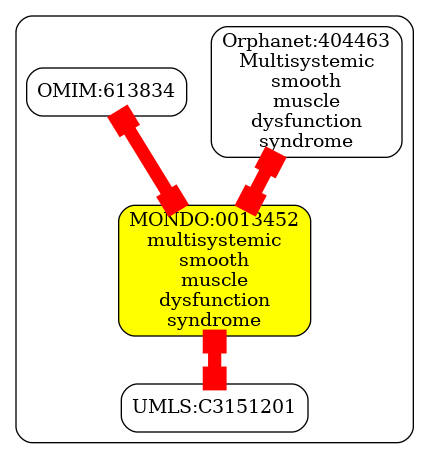 Orphanet:404463
Multisystemic
smooth
muscle
dysfunction
syndrome
OMIM:613834
MONDO:0013452
multisystemic
smooth
muscle
dysfunction
syndrome
UMLS:C3151201